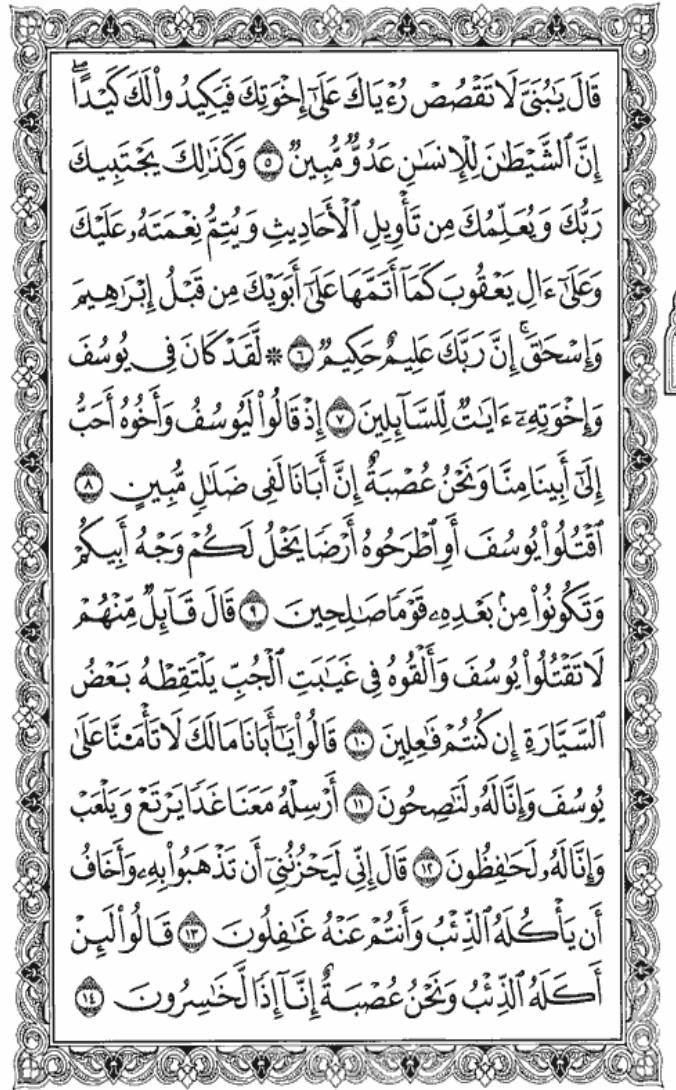 قَالَ يَٰبُنَيَّ لَا تَقۡصُصۡ رُءۡيَاكَ عَلَىٰٓ إِخۡوَتِكَ فَيَكِيدُواْ لَكَ كَيۡدًاۖ
إِنَّ ٱلشَّيۡطَٰنَ لِلۡإِنسَٰنِ عَدُوّٞ مُّبِينٞ ٥ وَكَذَٰلِكَ يَجۡتَبِيكَ
رَبُّكَ وَيُعَلِّمُكَ مِن تَأۡوِيلِ ٱلۡأَحَادِيثِ وَيُتِمُّ نِعۡمَتَهُۥ عَلَيۡكَ
وَعَلَىٰٓ ءَالِ يَعۡقُوبَ كَمَآ أَتَمَّهَا عَلَىٰٓ أَبَوَيۡكَ مِن قَبۡلُ إِبۡرَٰهِيمَ
وَإِسۡحَٰقَۚ إِنَّ رَبَّكَ عَلِيمٌ حَكِيمٞ ٦ ۞ لَّقَدۡ كَانَ فِي يُوسُفَ
وَإِخۡوَتِهِۦٓ ءَايَٰتٞ لِّلسَّآئِلِينَ ٧ إِذۡ قَالُواْ لَيُوسُفُ وَأَخُوهُ أَحَبُّ
إِلَىٰٓ أَبِينَا مِنَّا وَنَحۡنُ عُصۡبَةٌ إِنَّ أَبَانَا لَفِي ضَلَٰلٖ مُّبِينٍ ٨
ٱقۡتُلُواْ يُوسُفَ أَوِ ٱطۡرَحُوهُ أَرۡضٗا يَخۡلُ لَكُمۡ وَجۡهُ أَبِيكُمۡ
وَتَكُونُواْ مِنۢ بَعۡدِهِۦ قَوۡمٗا صَٰلِحِينَ ٩ قَالَ قَآئِلٞ مِّنۡهُمۡ
لَا تَقۡتُلُواْ يُوسُفَ وَأَلۡقُوهُ فِي غَيَٰبَتِ ٱلۡجُبِّ يَلۡتَقِطۡهُ بَعۡضُ
ٱلسَّيَّارَةِ إِن كُنتُمۡ فَٰعِلِينَ ١٠ قَالُواْ يَٰٓأَبَانَا مَا لَكَ لَا تَأۡمَ۬نَّا عَلَىٰ
يُوسُفَ وَإِنَّا لَهُۥ لَنَٰصِحُونَ ١١ أَرۡسِلۡهُ مَعَنَا غَدٗا يَرۡتَعۡ وَيَلۡعَبۡ
وَإِنَّا لَهُۥ لَحَٰفِظُونَ ١٢ قَالَ إِنِّي لَيَحۡزُنُنِيٓ أَن تَذۡهَبُواْ بِهِۦ وَأَخَافُ
أَن يَأۡكُلَهُ ٱلذِّئۡبُ وَأَنتُمۡ عَنۡهُ غَٰفِلُونَ ١٣ قَالُواْ لَئِنۡ
أَكَلَهُ ٱلذِّئۡبُ وَنَحۡنُ عُصۡبَةٌ إِنَّآ إِذٗا لَّخَٰسِرُونَ ١٤